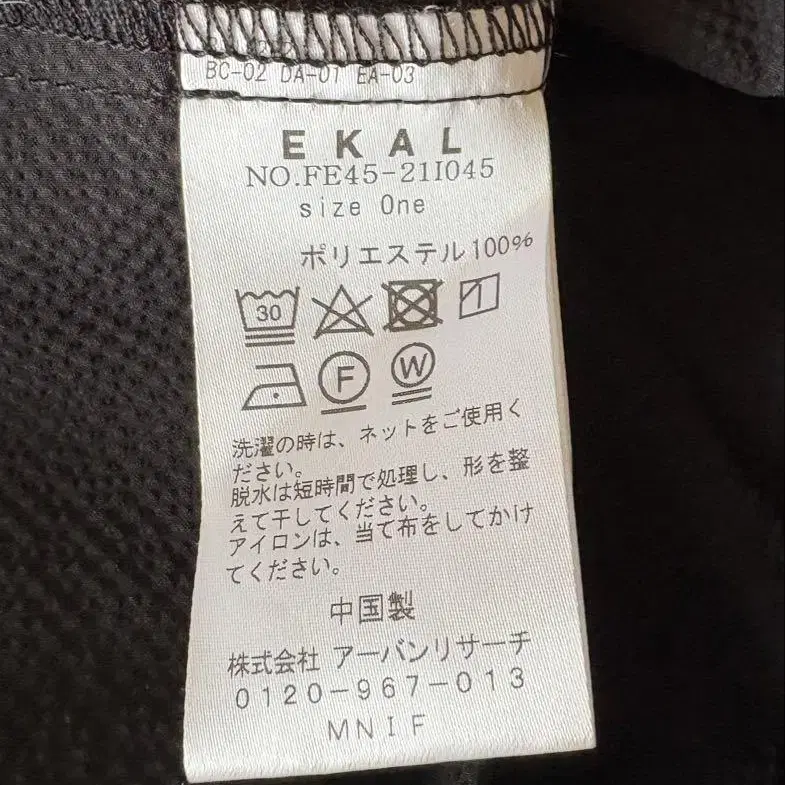 BC-02 DA-01 EA-03
EKAL
NO.FE45-21I045
size One
ポリエステル100%
30
F
W
洗濯の時は、ネットをご使用く
ださい。
脱水は短時間で処理し、形を整
えて干してください。
アイロンは、当て布をしてかけ
てください。
中国製
株式会社 アーバンリサーチ
0120-967-013
MNIF